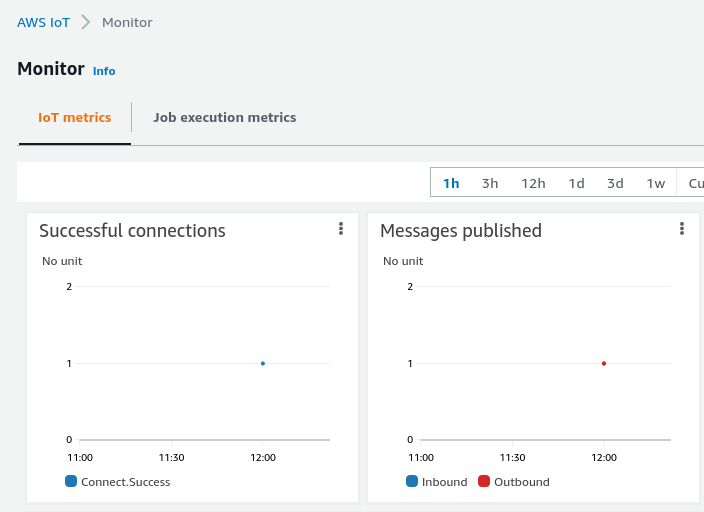 AWS IoT > Monitor
Monitor Info
IoT metrics Job execution metrics
1h 3h 12h 1d 3d 1w Cu
Successful connections
No unit
2
1
0
11:00 11:30 12:00
Connect.Success
Messages published
No unit
2
1
0
11:00 11:30 12:00
Inbound Outbound